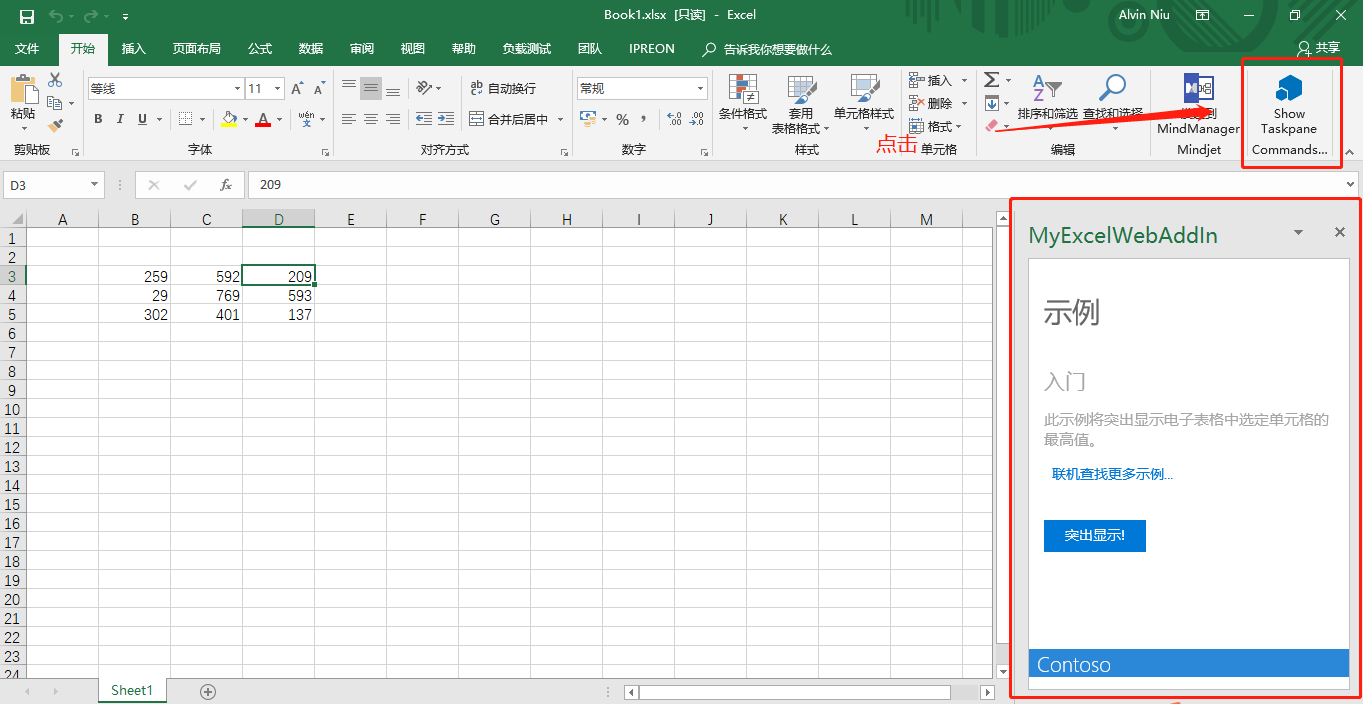 Book1.xlsx [只读] - Excel
Alvin Niu
文件 开始 插入 页面布局 公式 数据 审阅 视图 帮助 负载测试 团队 IPREON 告诉我你想要做什么 共享
等线 11 A A
ab 自动换行
常规
插入
Σ
粘贴
条件格式 套用 单元格样式
删除
排序和筛选 查找和选择
Show
B I U A wén
合并后居中
% ,
表格格式
格式
MindManager
Taskpane
点击
剪贴板 字体 对齐方式 数字 样式 单元格 编辑 Mindjet Commands...
D3 fx 209
A B C D E F G H I J K L M
1
2
3 259 592 209
4 29 769 593
5 302 401 137
6
7
8
9
10
11
12
13
14
15
16
17
18
19
20
21
22
23
24
MyExcelWebAddIn
示例
入门
此示例将突出显示电子表格中选定单元格的
最高值。
联机查找更多示例...
突出显示!
Contoso
Sheet1